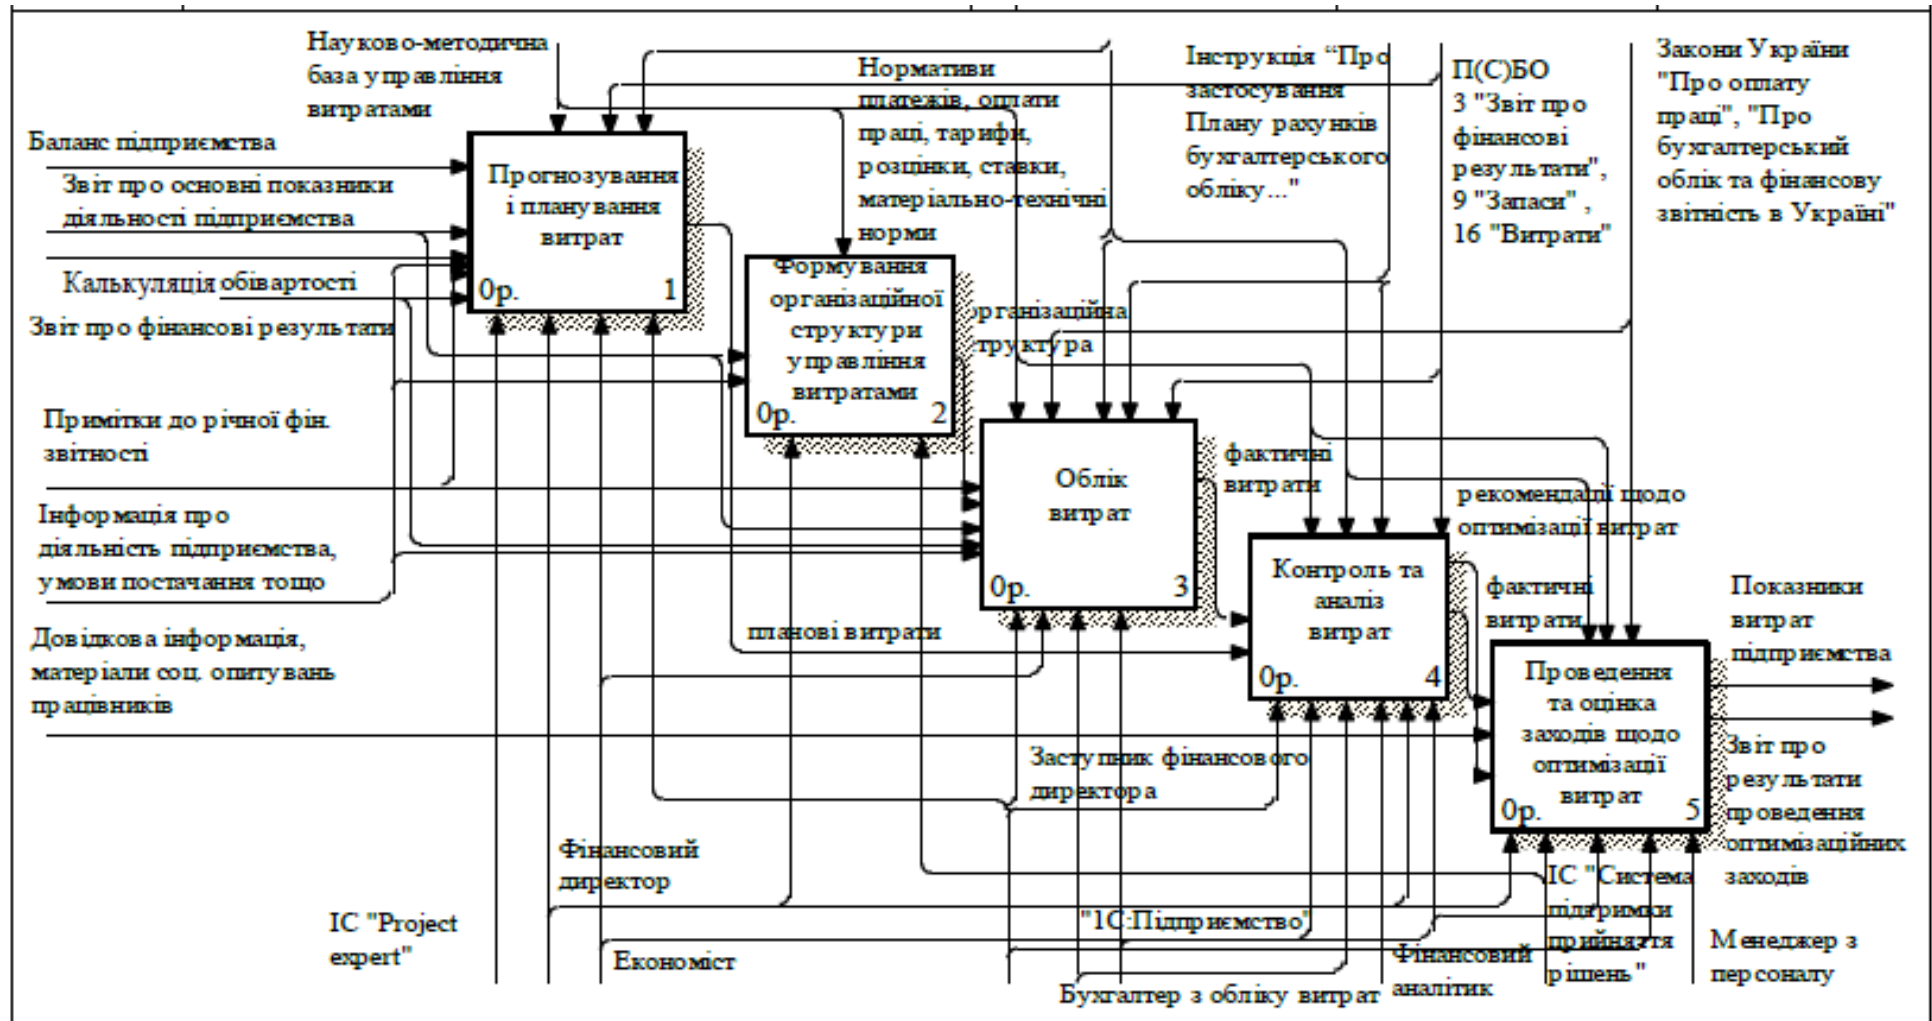 Науково-методична
база управління
витратами
Нормативи
платежів, оплати
праці, тарифи,
розцінки, ставки,
матеріально-технічні
норми
Інструкція “Про
застосування
Плану рахунків
бухгалтерського
обліку..."
П(С)БО
3 "Звіт про
фінансові
результати",
9 "Запаси" ,
16 "Витрати"
Закони України
"Про оплату
праці", "Про
бухгалтерський
облік та фінансову
звітність в Україні"
Баланс підприємства
Звіт про основні показники
діяльності підприємства
Калькуляція обівартості
Звіт про фінансові результати
Примітки до річної фін.
звітності
Інформація про
діяльність підприємства,
умови постачання тощо
Довідкова інформація,
матеріали соц. опитувань
працівників
Прогнозування
і планування
витрат
0р. 1
Формування
організаційної
структури
управління
витратами
0р. 2
організаційна
структура
Облік
витрат
0р. 3
фактичні
витрати
планові витрати
Контроль та
аналіз
витрат
0р. 4
рекомендації щодо
оптимізації витрат
фактичні
витрати
Проведення
та оцінка
заходів щодо
оптимізації
витрат
0р. 5
Показники
витрат
підприємства
Звіт про
результати
проведення
оптимізаційних
заходів
Заступник фінансового
директора
Фінансовий
директор
ІС "Project
expert"
Економіст
"1С:Підприємство"
Бухгалтер з обліку витрат
Фінансовий
аналітик
ІС "Система
підтримки
прийняття
рішень"
Менеджер з
персоналу